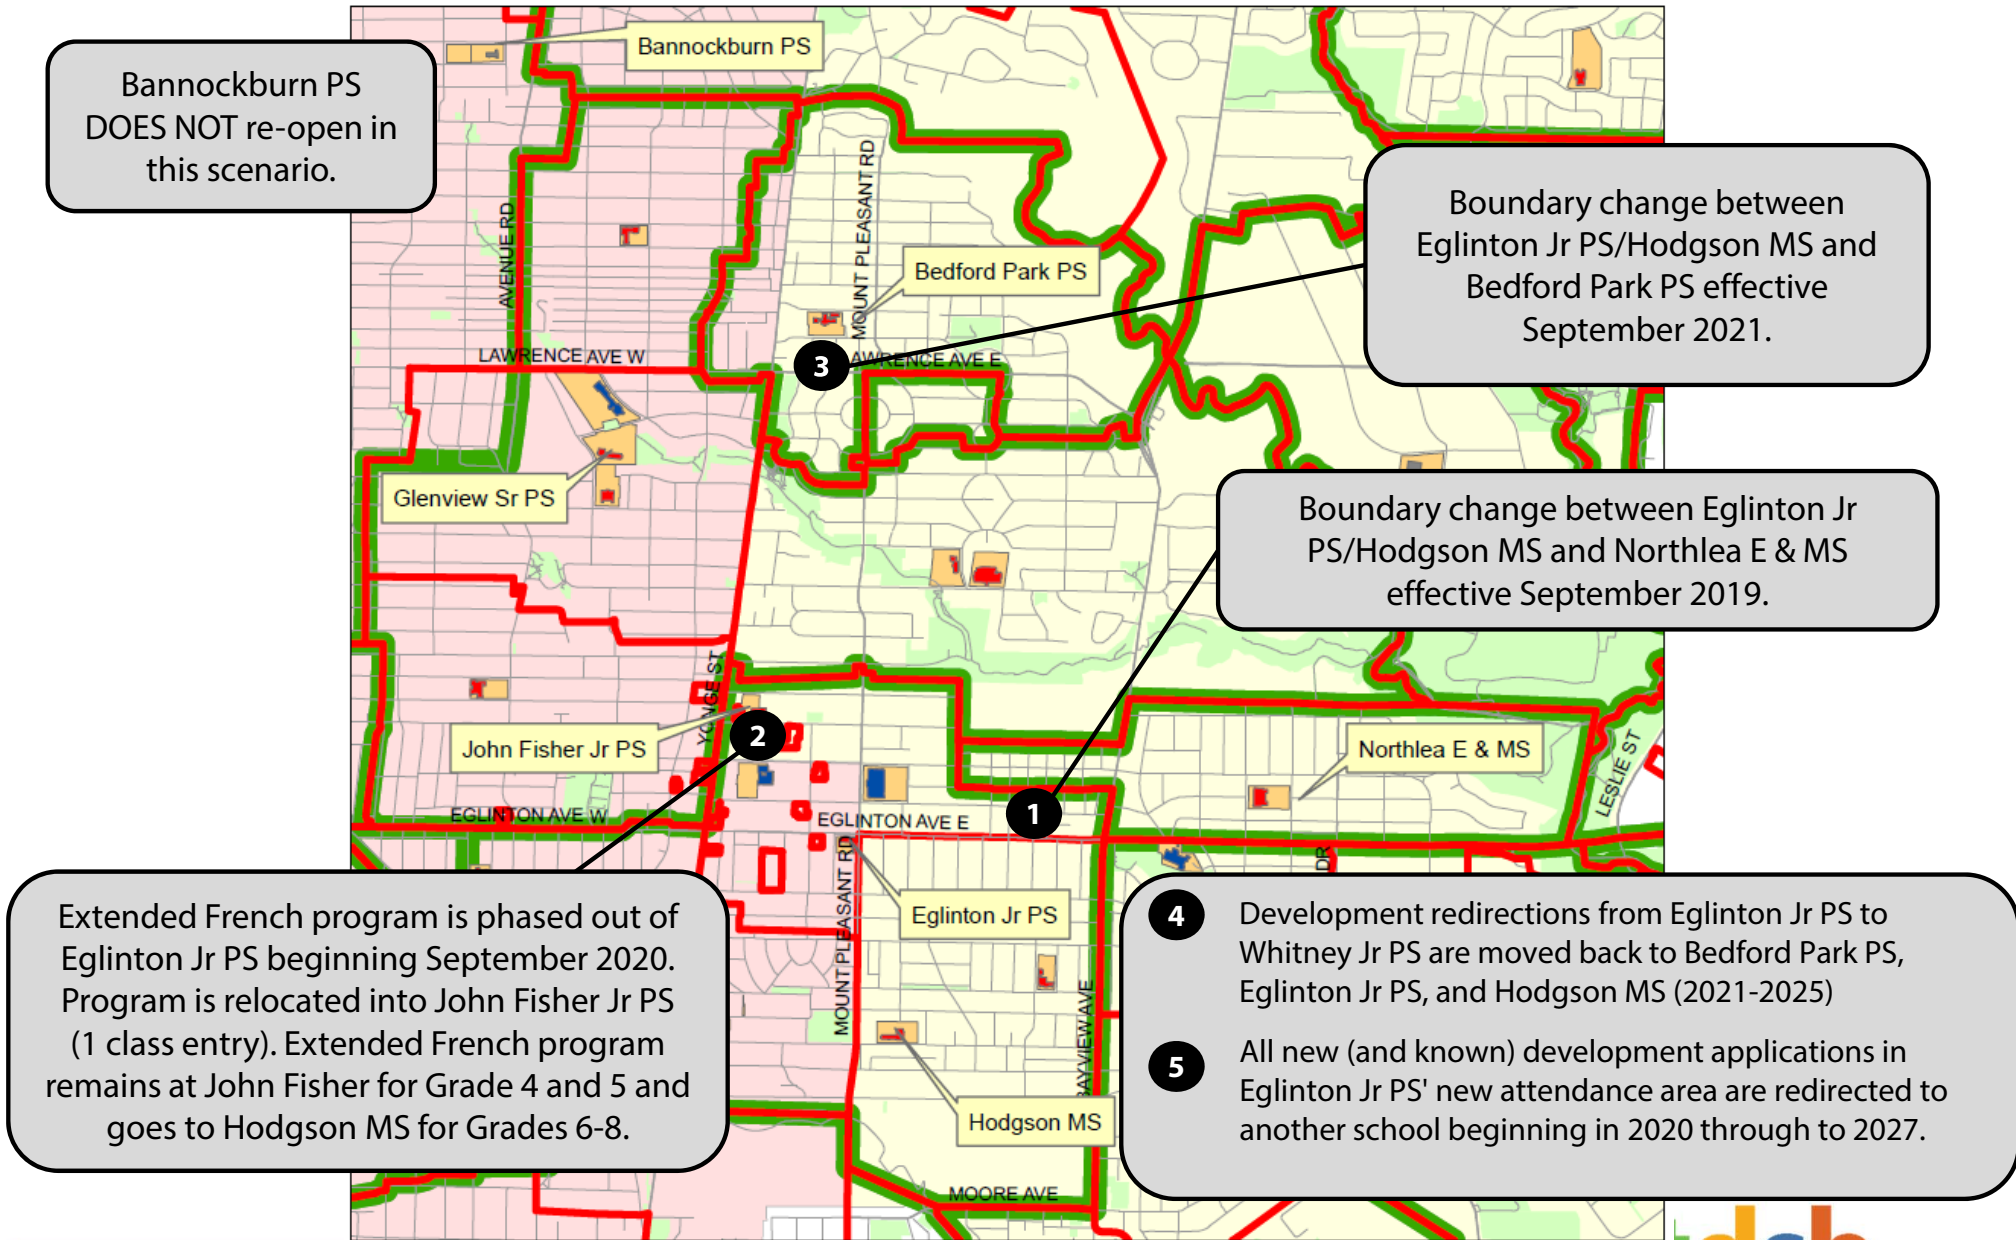 Bannockburn PS
DOES NOT re-open in
this scenario.
Bannockburn PS
AVENUE RD
MOUNT PLEASANT RD
Bedford Park PS
Boundary change between
Eglinton Jr PS/Hodgson MS and
Bedford Park PS effective
September 2021.
LAWRENCE AVE W
3
AWRENCE AVE E
Glenview Sr PS
Boundary change between Eglinton Jr
PS/Hodgson MS and Northlea E & MS
effective September 2019.
YONGE ST
John Fisher Jr PS
2
Northlea E & MS
LESLIE ST
EGLINTON AVE W
EGLINTON AVE E
1
DR
MOUNT PLEASANT RD
Eglinton Jr PS
Extended French program is phased out of
Eglinton Jr PS beginning September 2020.
Program is relocated into John Fisher Jr PS
(1 class entry). Extended French program
remains at John Fisher for Grade 4 and 5 and
goes to Hodgson MS for Grades 6-8.
BAYVIEW AVE
Hodgson MS
4 Development redirections from Eglinton Jr PS to
Whitney Jr PS are moved back to Bedford Park PS,
Eglinton Jr PS, and Hodgson MS (2021-2025)
5 All new (and known) development applications in
Eglinton Jr PS' new attendance area are redirected to
another school beginning in 2020 through to 2027.
MOORE AVE